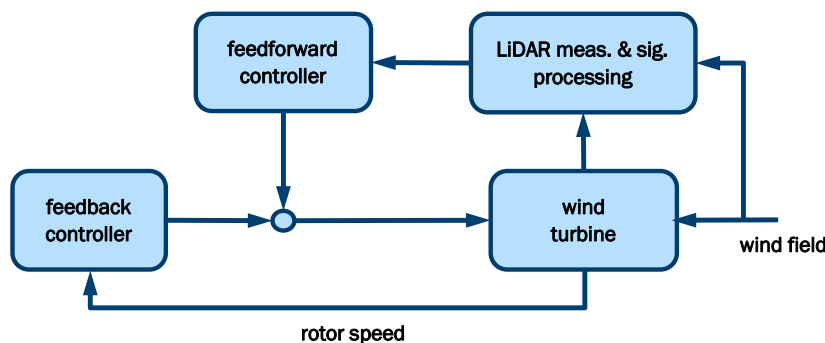 feedforward
controller
LiDAR meas. & sig.
processing
feedback
controller
wind
turbine
wind field
rotor speed